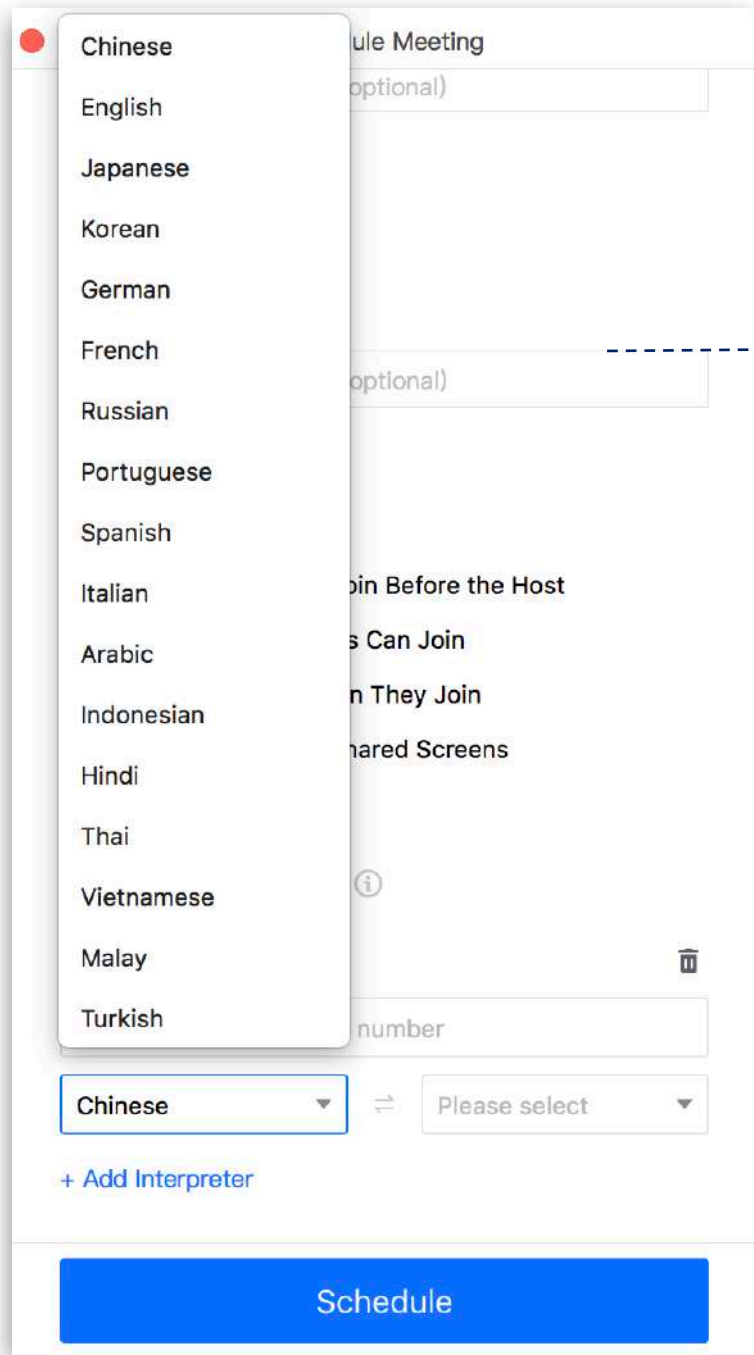 Chinese
ule Meeting
optional)
English
Japanese
Korean
German
French
optional)
Russian
Portuguese
Spanish
Italian
oin Before the Host
s Can Join
Arabic
n They Join
Indonesian
hared Screens
Hindi
Thai
Vietnamese
Malay
Turkish
number
Chinese
Please select
+ Add Interpreter
Schedule